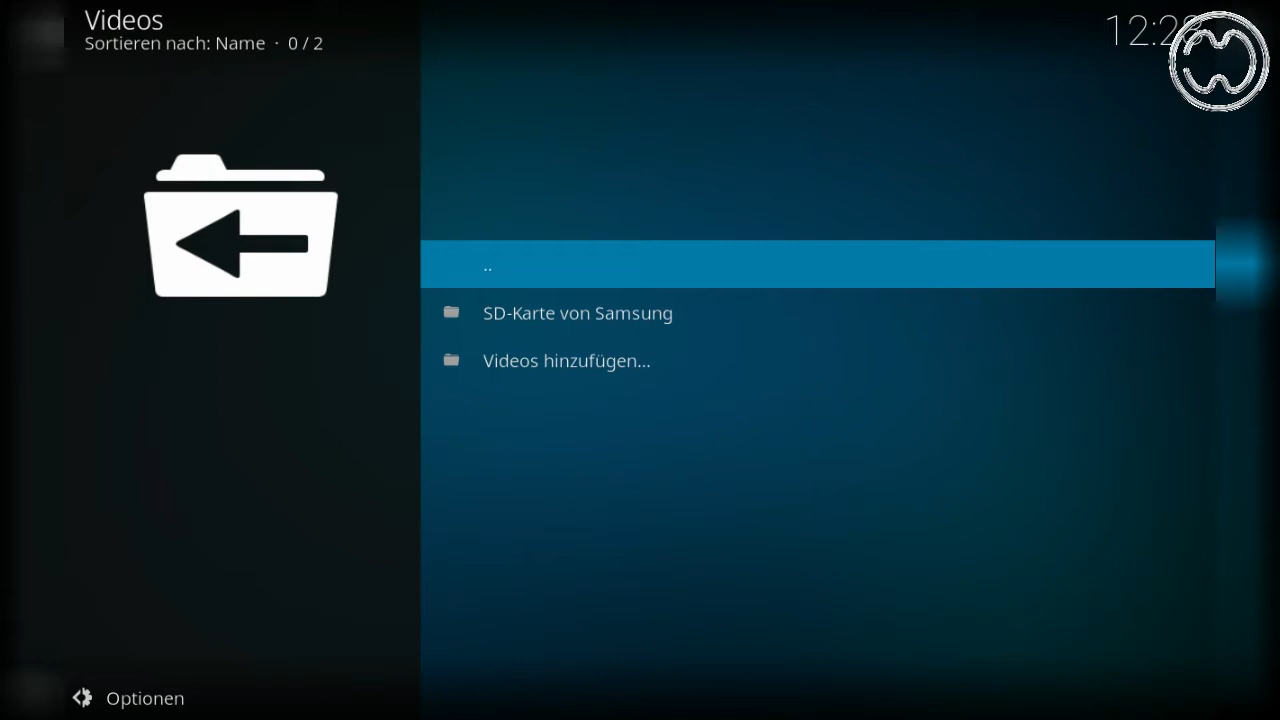 Videos
Sortieren nach: Name · 0 / 2
..
SD-Karte von Samsung
Videos hinzufügen...
Optionen